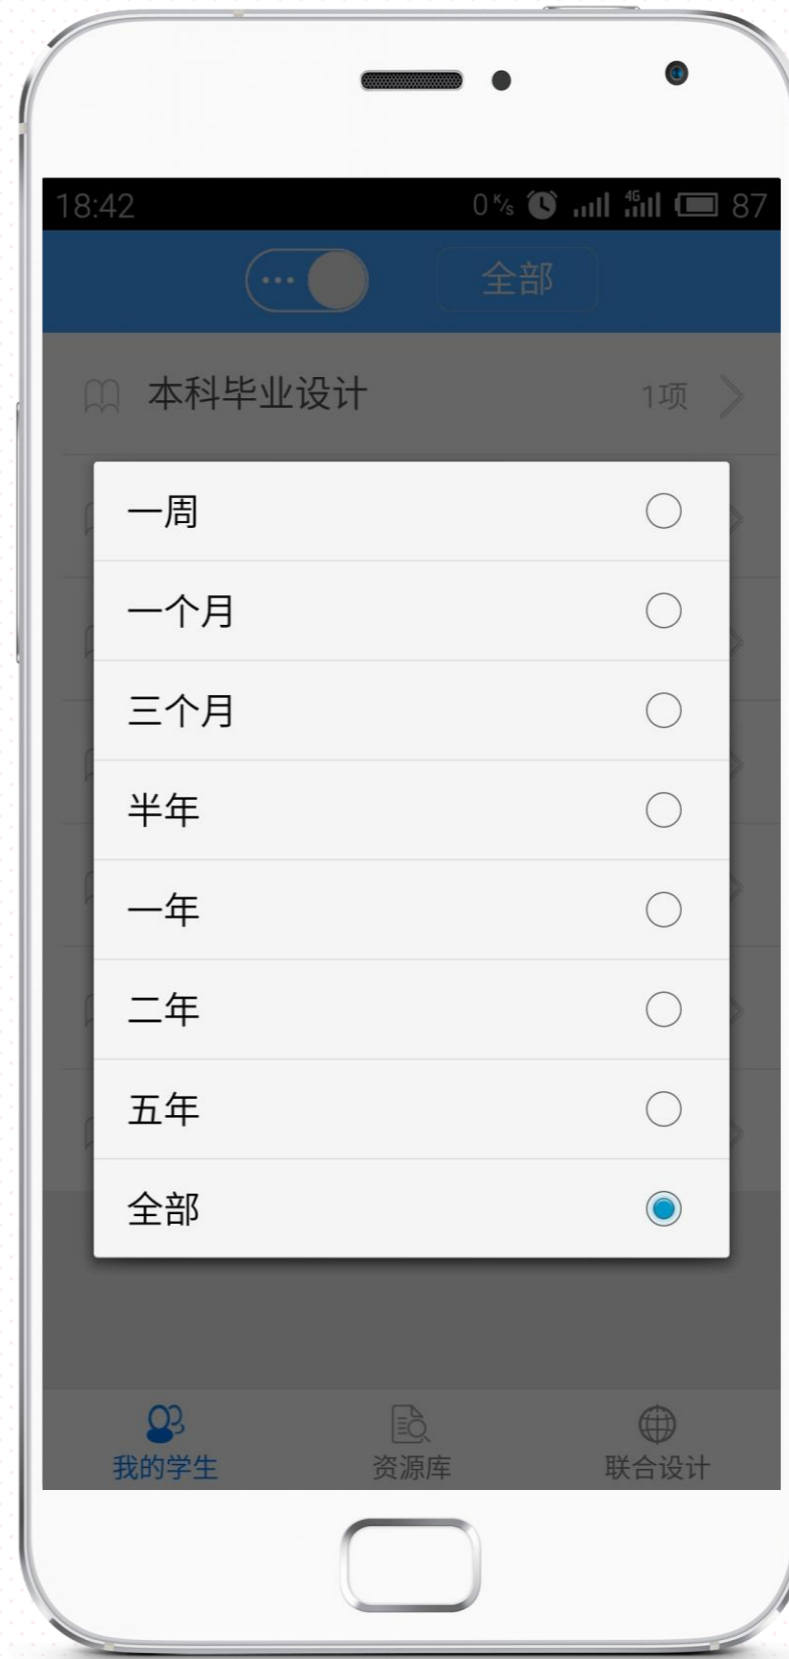 18:42 0 K/s 4G 87
全部
本科毕业设计 1项
一周
一个月
三个月
半年
一年
二年
五年
全部
我的学生 资源库 联合设计